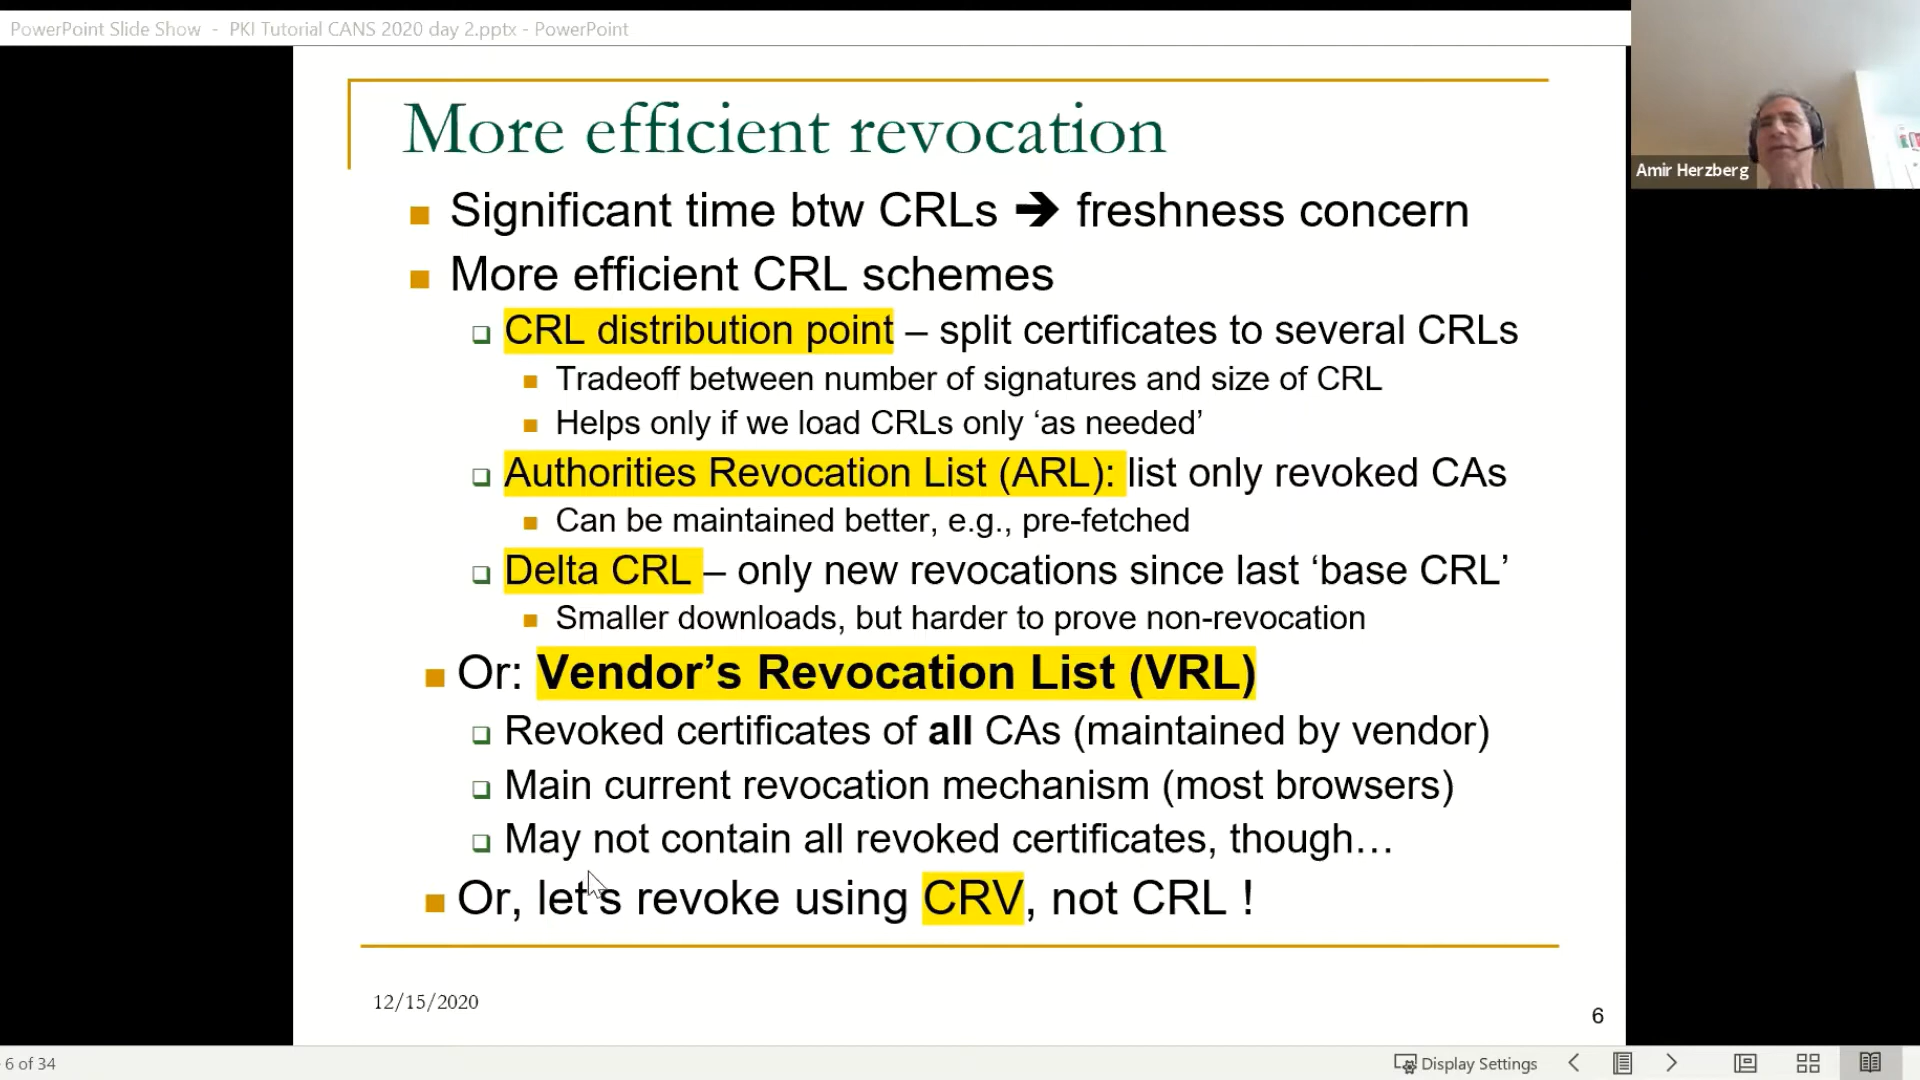 PowerPoint Slide Show - PKI Tutorial CANS 2020 day 2.pptx - PowerPoint
Amir Herzberg
More efficient revocation
Significant time btw CRLs ➔ freshness concern
More efficient CRL schemes
CRL distribution point – split certificates to several CRLs
Tradeoff between number of signatures and size of CRL
Helps only if we load CRLs only ‘as needed’
Authorities Revocation List (ARL): list only revoked CAs
Can be maintained better, e.g., pre-fetched
Delta CRL – only new revocations since last ‘base CRL’
Smaller downloads, but harder to prove non-revocation
Or: Vendor’s Revocation List (VRL)
Revoked certificates of all CAs (maintained by vendor)
Main current revocation mechanism (most browsers)
May not contain all revoked certificates, though…
Or, let’s revoke using CRV, not CRL !
12/15/2020
6
6 of 34
Display Settings